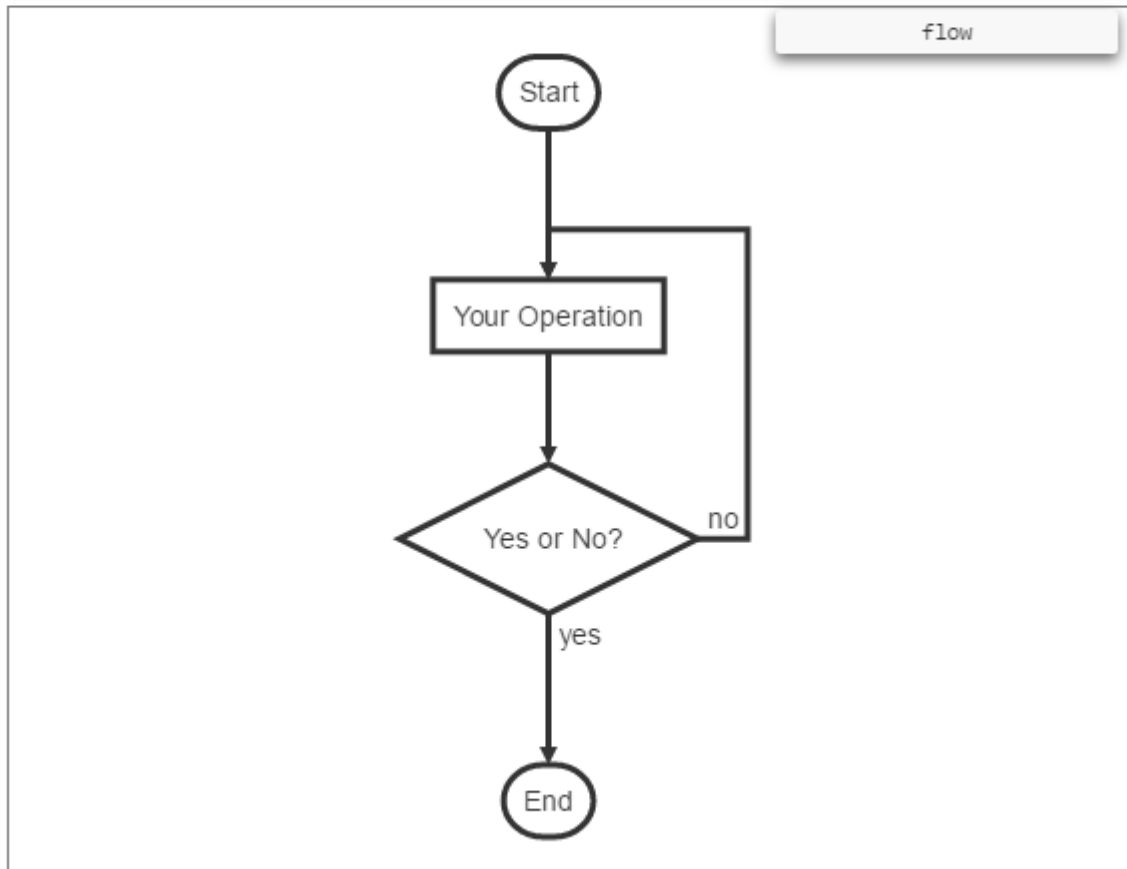 flow
Start
Your Operation
Yes or No?
no
yes
End